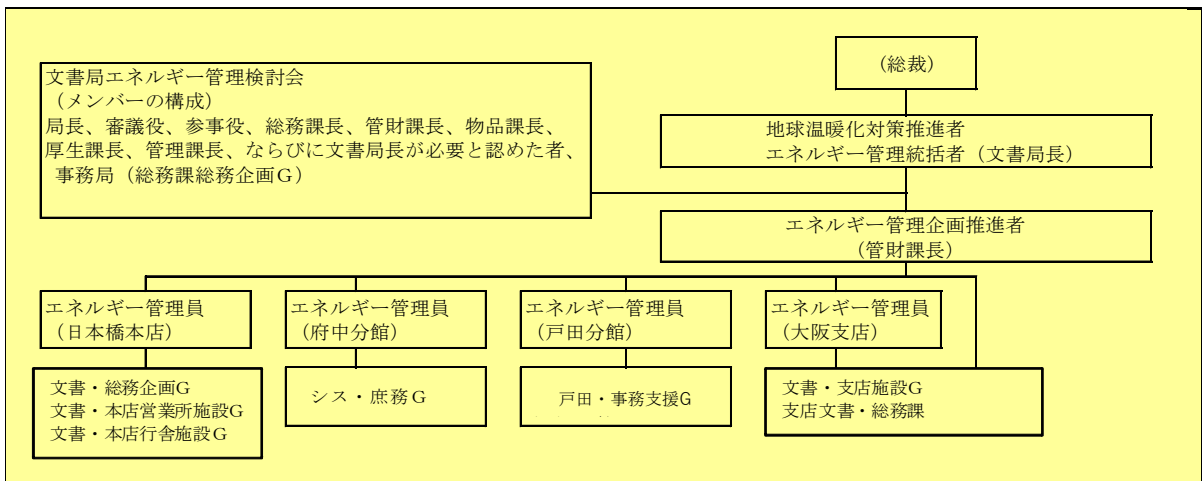 文書局エネルギー管理検討会
（メンバーの構成）
局長、審議役、参事役、総務課長、管財課長、物品課長、
厚生課長、管理課長、ならびに文書局長が必要と認めた者、
事務局（総務課総務企画G）
（総裁）
地球温暖化対策推進者
エネルギー管理統括者（文書局長）
エネルギー管理企画推進者
（管財課長）
エネルギー管理員
（日本橋本店）
エネルギー管理員
（府中分館）
エネルギー管理員
（戸田分館）
エネルギー管理員
（大阪支店）
文書・総務企画G
文書・本店営業所施設G
文書・本店行舎施設G
シス・庶務G
戸田・事務支援G
文書・支店施設G
支店文書・総務課